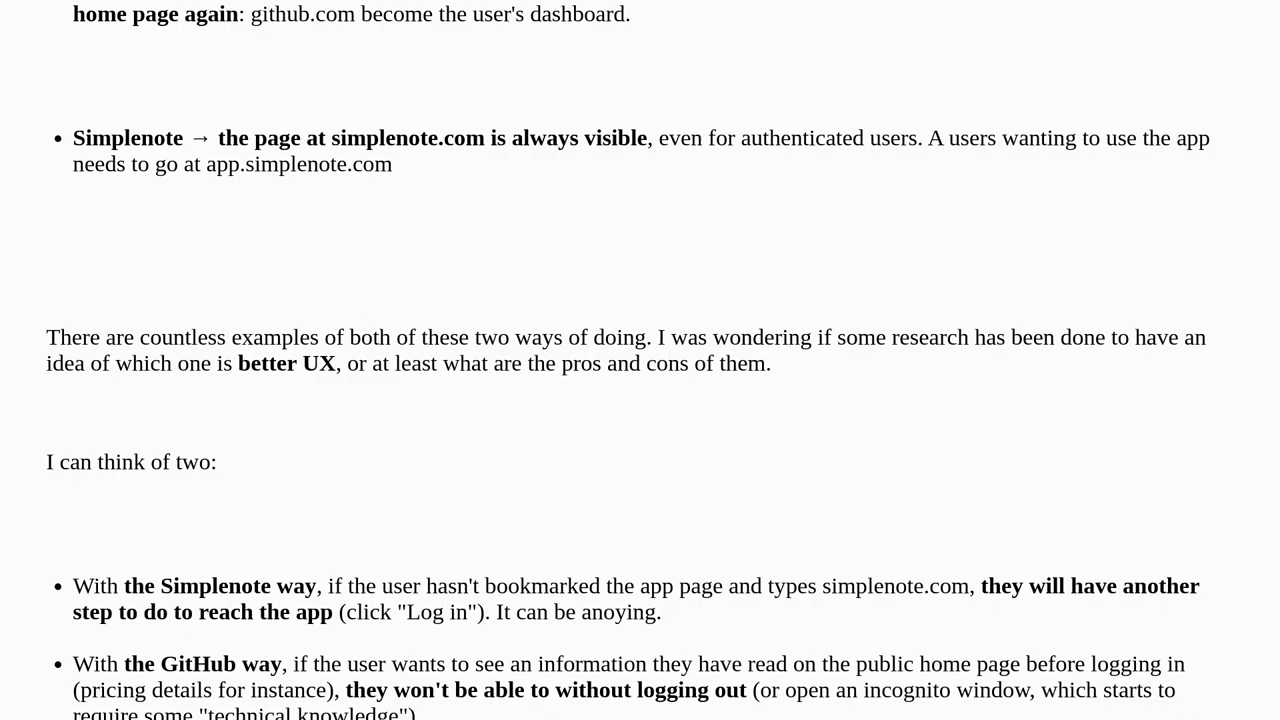 home page again: github.com become the user's dashboard.
• Simplenote → the page at simplenote.com is always visible, even for authenticated users. A users wanting to use the app
needs to go at app.simplenote.com
There are countless examples of both of these two ways of doing. I was wondering if some research has been done to have an
idea of which one is better UX, or at least what are the pros and cons of them.
I can think of two:
• With the Simplenote way, if the user hasn't bookmarked the app page and types simplenote.com, they will have another
step to do to reach the app (click "Log in"). It can be anoying.
• With the GitHub way, if the user wants to see an information they have read on the public home page before logging in
(pricing details for instance), they won't be able to without logging out (or open an incognito window, which starts to
require some "technical knowledge")